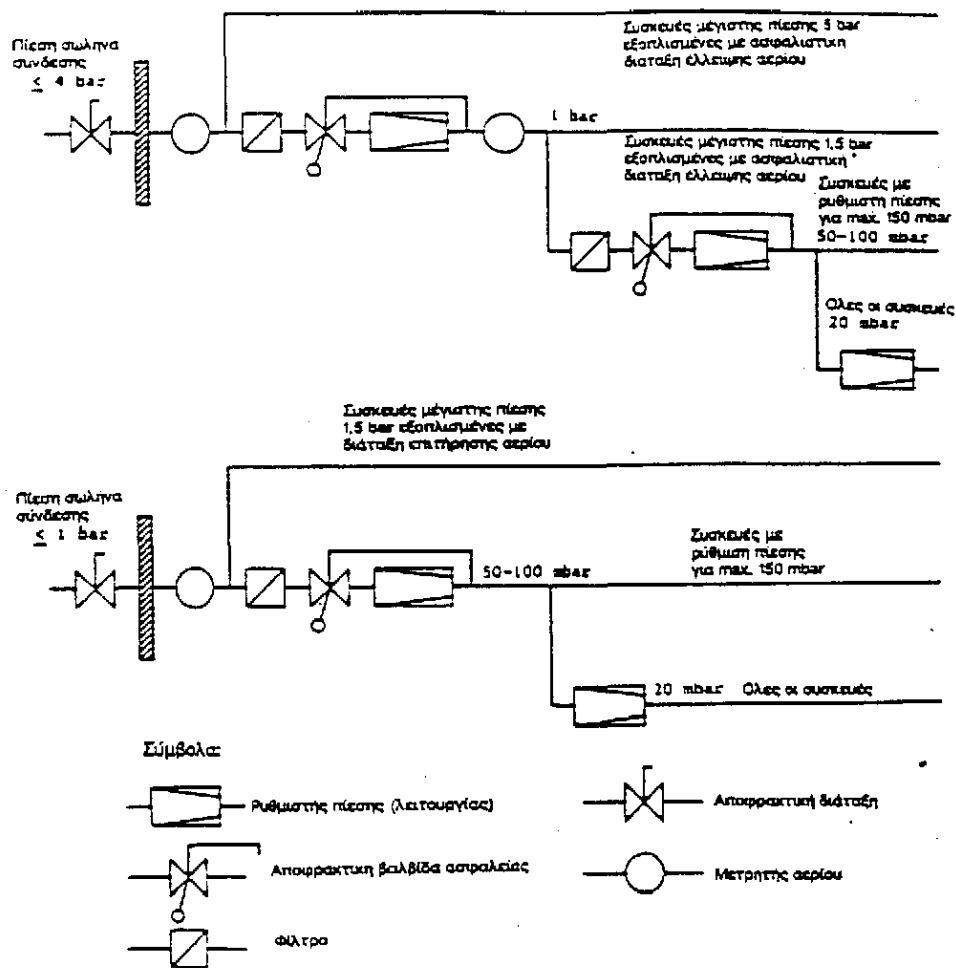 Πίεση σωλήνα
σύνδεσης
≤ 4 bar
Συσκευές μέγιστης πίεσης 5 bar
εξοπλισμένες με ασφαλιστική
διάταξη έλλειψης αερίου
1 bar
Συσκευές μέγιστης πίεσης 1,5 bar
εξοπλισμένες με ασφαλιστική
διάταξη έλλειψης αερίου
Συσκευές με
ρυθμιστή πίεσης
για max. 150 mbar
50-100 mbar
Ολες οι συσκευές
20 mbar
Συσκευές μέγιστης πίεσης
1,5 bar εξοπλισμένες με
διάταξη επιτήρησης αερίου
Πίεση σωλήνα
σύνδεσης
≤ 1 bar
50-100 mbar
Συσκευές με
ρύθμιση πίεσης
για max. 150 mbar
20 mbar Ολες οι συσκευές
Σύμβολα:
Ρυθμιστής πίεσης (λειτουργίας)
Αποφρακτική διάταξη
Αποφρακτικη βαλβίδα ασφαλείας
Μετρητής αερίου
Φίλτρο